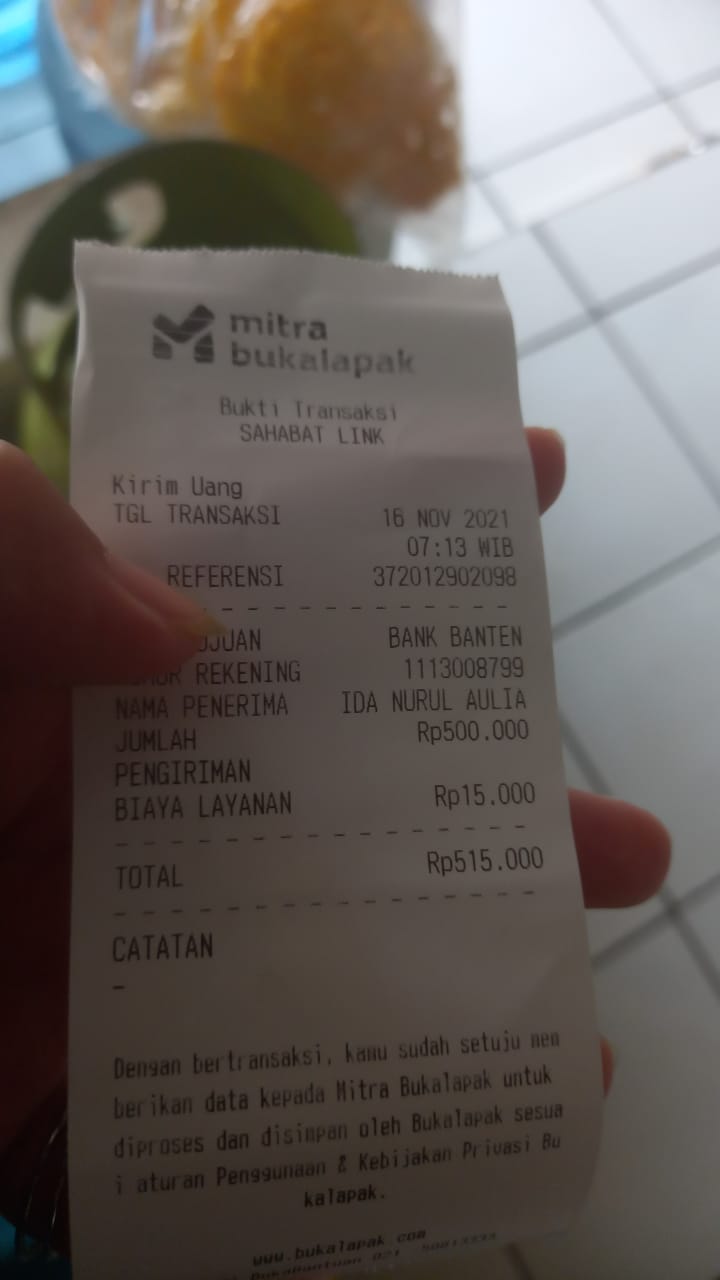 mitra
bukalapak
Bukti Transaksi
SAHABAT LINK
Kirim Uang
TGL TRANSAKSI 16 NOV 2021
07:13 WIB
REFERENSI 372012902098
BANK BANTEN
REKENING 1113008799
NAMA PENERIMA IDA NURUL AULIA
JUMLAH Rp500.000
PENGIRIMAN
BIAYA LAYANAN Rp15.000
TOTAL Rp515.000
CATATAN
-
Dengan bertransaksi, kamu sudah setuju mem
berikan data kepada Mitra Bukalapak untuk
diproses dan disimpan oleh Bukalapak sesua
i aturan Penggunaan & Kebijakan Privasi Bu
kalapak.
www.bukalapak.com
BukaBantuan 021